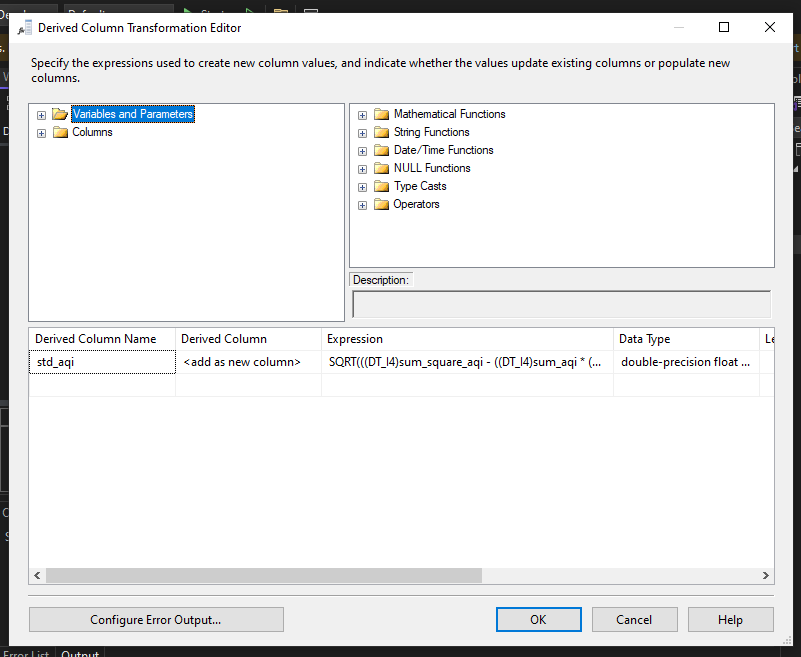 Derived Column Transformation Editor
Specify the expressions used to create new column values, and indicate whether the values update existing columns or populate new
columns.
Variables and Parameters
Columns
Mathematical Functions
String Functions
Date/Time Functions
NULL Functions
Type Casts
Operators
Description:
Derived Column Name Derived Column Expression Data Type
std_aqi <add as new column> SQRT(((DT_I4)sum_square_aqi - ((DT_I4)sum_aqi * (... double-precision float ...
Configure Error Output... OK Cancel Help
Error List Output